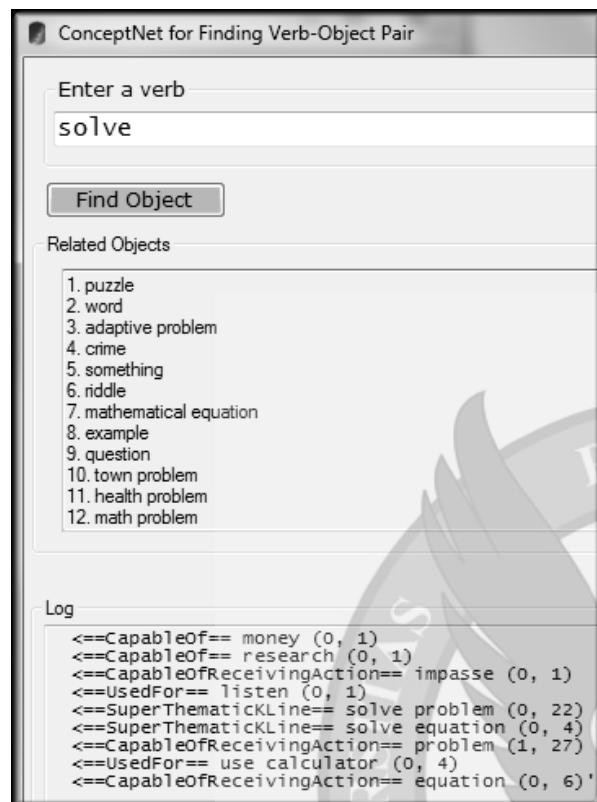 ConceptNet for Finding Verb-Object Pair
Enter a verb
solve
Find Object
Related Objects
1. puzzle
2. word
3. adaptive problem
4. crime
5. something
6. riddle
7. mathematical equation
8. example
9. question
10. town problem
11. health problem
12. math problem
Log
<==CapableOf== money (0, 1)
<==CapableOf== research (0, 1)
<==CapableOfReceivingAction== impasse (0, 1)
<==UsedFor== listen (0, 1)
<==SuperThematicKLine== solve problem (0, 22)
<==SuperThematicKLine== solve equation (0, 4)
<==CapableOfReceivingAction== problem (1, 27)
<==UsedFor== use calculator (0, 4)
<==CapableOfReceivingAction== equation (0, 6)'